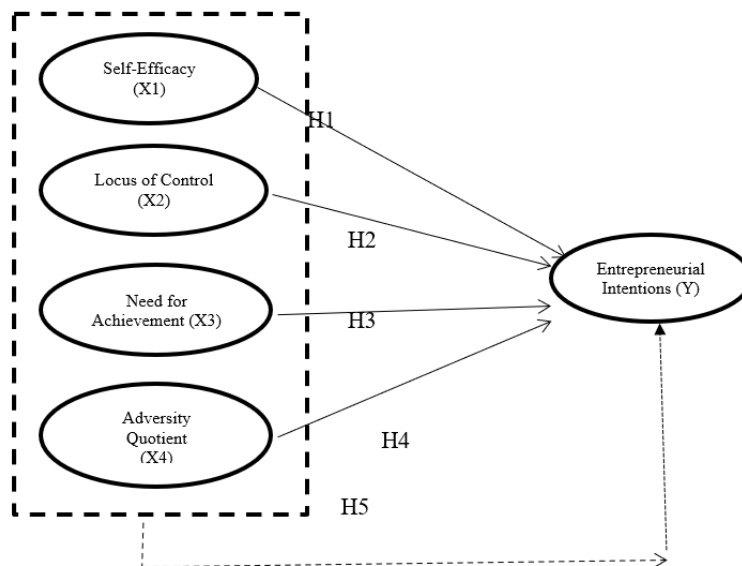 Self-Efficacy
(X1)
H1
Locus of Control
(X2)
H2
Entrepreneurial
Intentions (Y)
Need for
Achievement (X3)
H3
Adversity
Quotient
(X4)
H4
H5